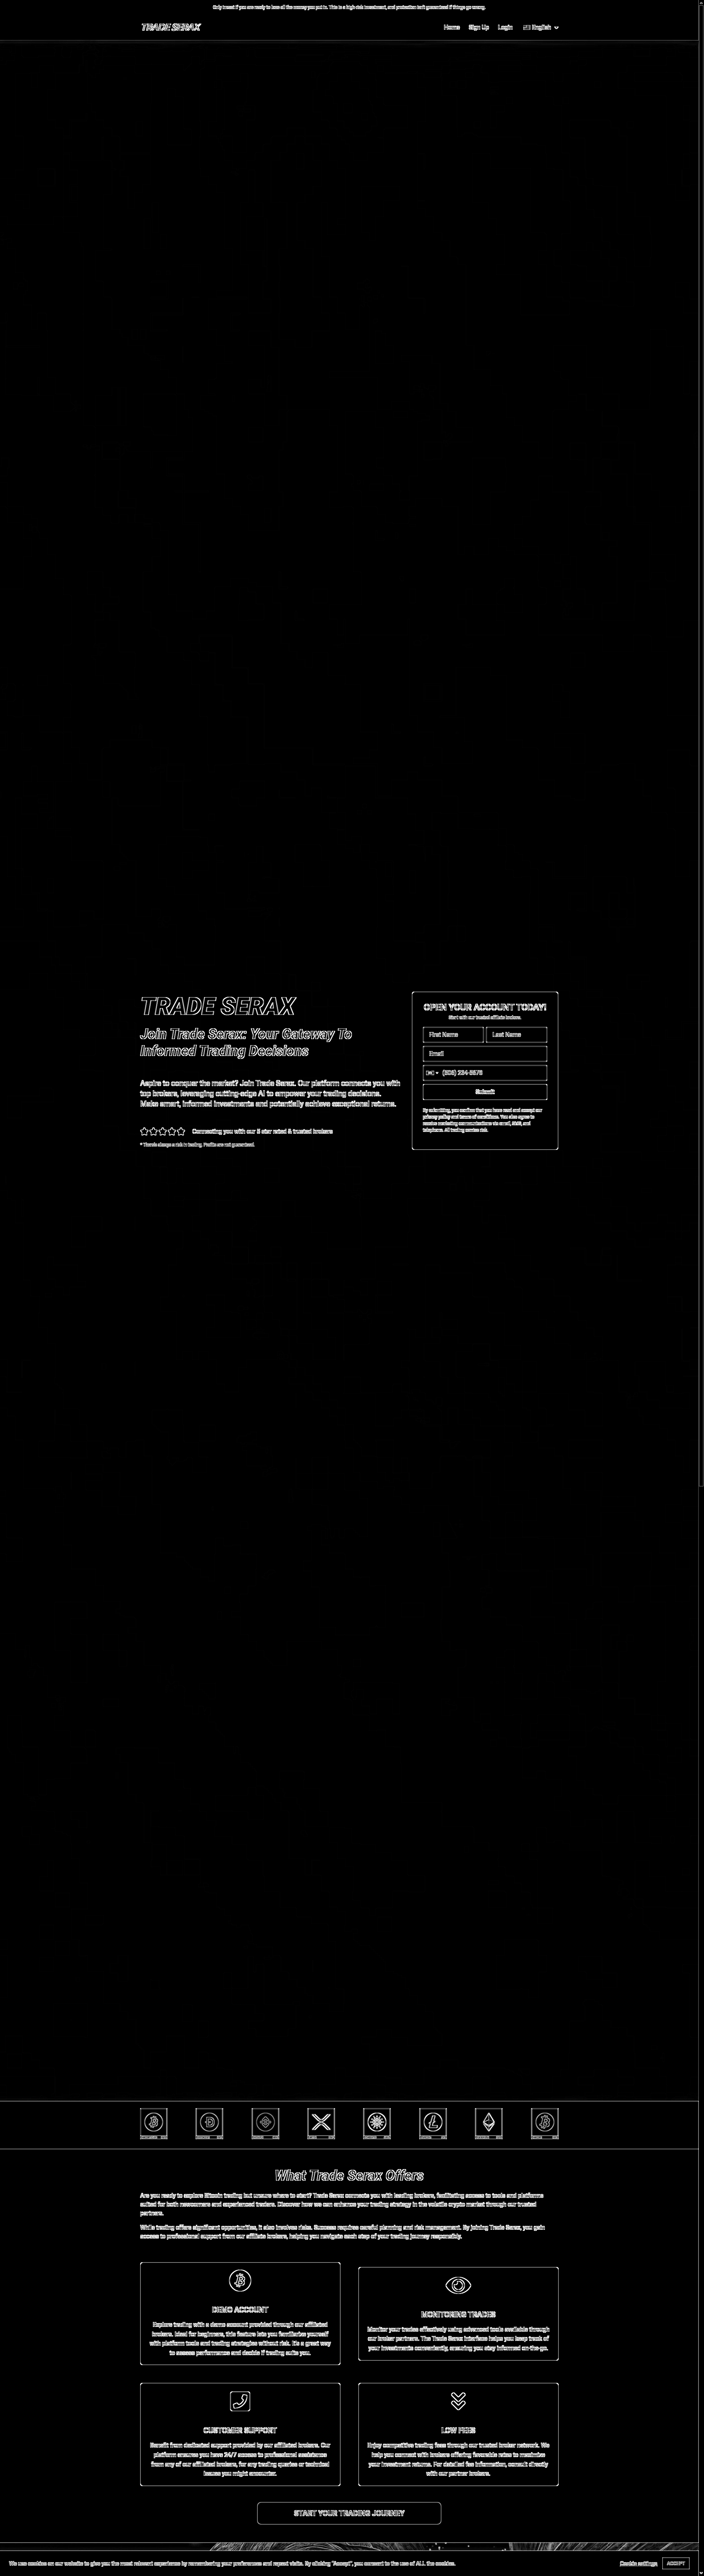 Only invest if you are ready to lose all the money you put in. This is a high-risk investment, and protection isn't guaranteed if things go wrong.
TRADE SERAX
Home Sign Up Login English
TRADE SERAX
Join Trade Serax: Your Gateway To
Informed Trading Decisions
Aspire to conquer the market? Join Trade Serax. Our platform connects you with
top brokers, leveraging cutting-edge AI to empower your trading decisions.
Make smart, informed investments and potentially achieve exceptional returns.
Connecting you with our 5 star rated & trusted brokers
* There's always a risk in trading. Profits are not guaranteed.
OPEN YOUR ACCOUNT TODAY!
Start with our trusted affiliate brokers.
First Name Last Name
Email
Submit
By submitting, you confirm that you have read and accept our
privacy policy and terms of conditions. You also agree to
receive marketing communications via email, SMS, and
telephone. All trading carries risk.
What Trade Serax Offers
Are you ready to explore Bitcoin trading but unsure where to start? Trade Serax connects you with leading brokers, facilitating access to tools and platforms
suited for both newcomers and experienced traders. Discover how we can enhance your trading strategy in the volatile crypto market through our trusted
partners.
While trading offers significant opportunities, it also involves risks. Success requires careful planning and risk management. By joining Trade Serax, you gain
access to professional support from our affiliate brokers, helping you navigate each step of your trading journey responsibly.
DEMO ACCOUNT
Explore trading with a demo account provided through our affiliated
brokers. Ideal for beginners, this feature lets you familiarize yourself
with platform tools and trading strategies without risk. It's a great way
to assess performance and decide if trading suits you.
MONITORING TRADES
Monitor your trades effectively using advanced tools available through
our broker partners. The Trade Serax interface helps you keep track of
your investments conveniently, ensuring you stay informed on-the-go.
CUSTOMER SUPPORT
Benefit from dedicated support provided by our affiliated brokers. Our
platform ensures you have 24/7 access to professional assistance
from any of our affiliated brokers, for any trading queries or technical
issues you might encounter.
LOW FEES
Enjoy competitive trading fees through our trusted broker network. We
help you connect with brokers offering favorable rates to maximize
your investment returns. For detailed fee information, consult directly
with our partner brokers.
START YOUR TRADING JOURNEY
We use cookies on our website to give you the most relevant experience by remembering your preferences and repeat visits. By clicking "Accept", you consent to the use of ALL the cookies.
Cookie settings ACCEPT